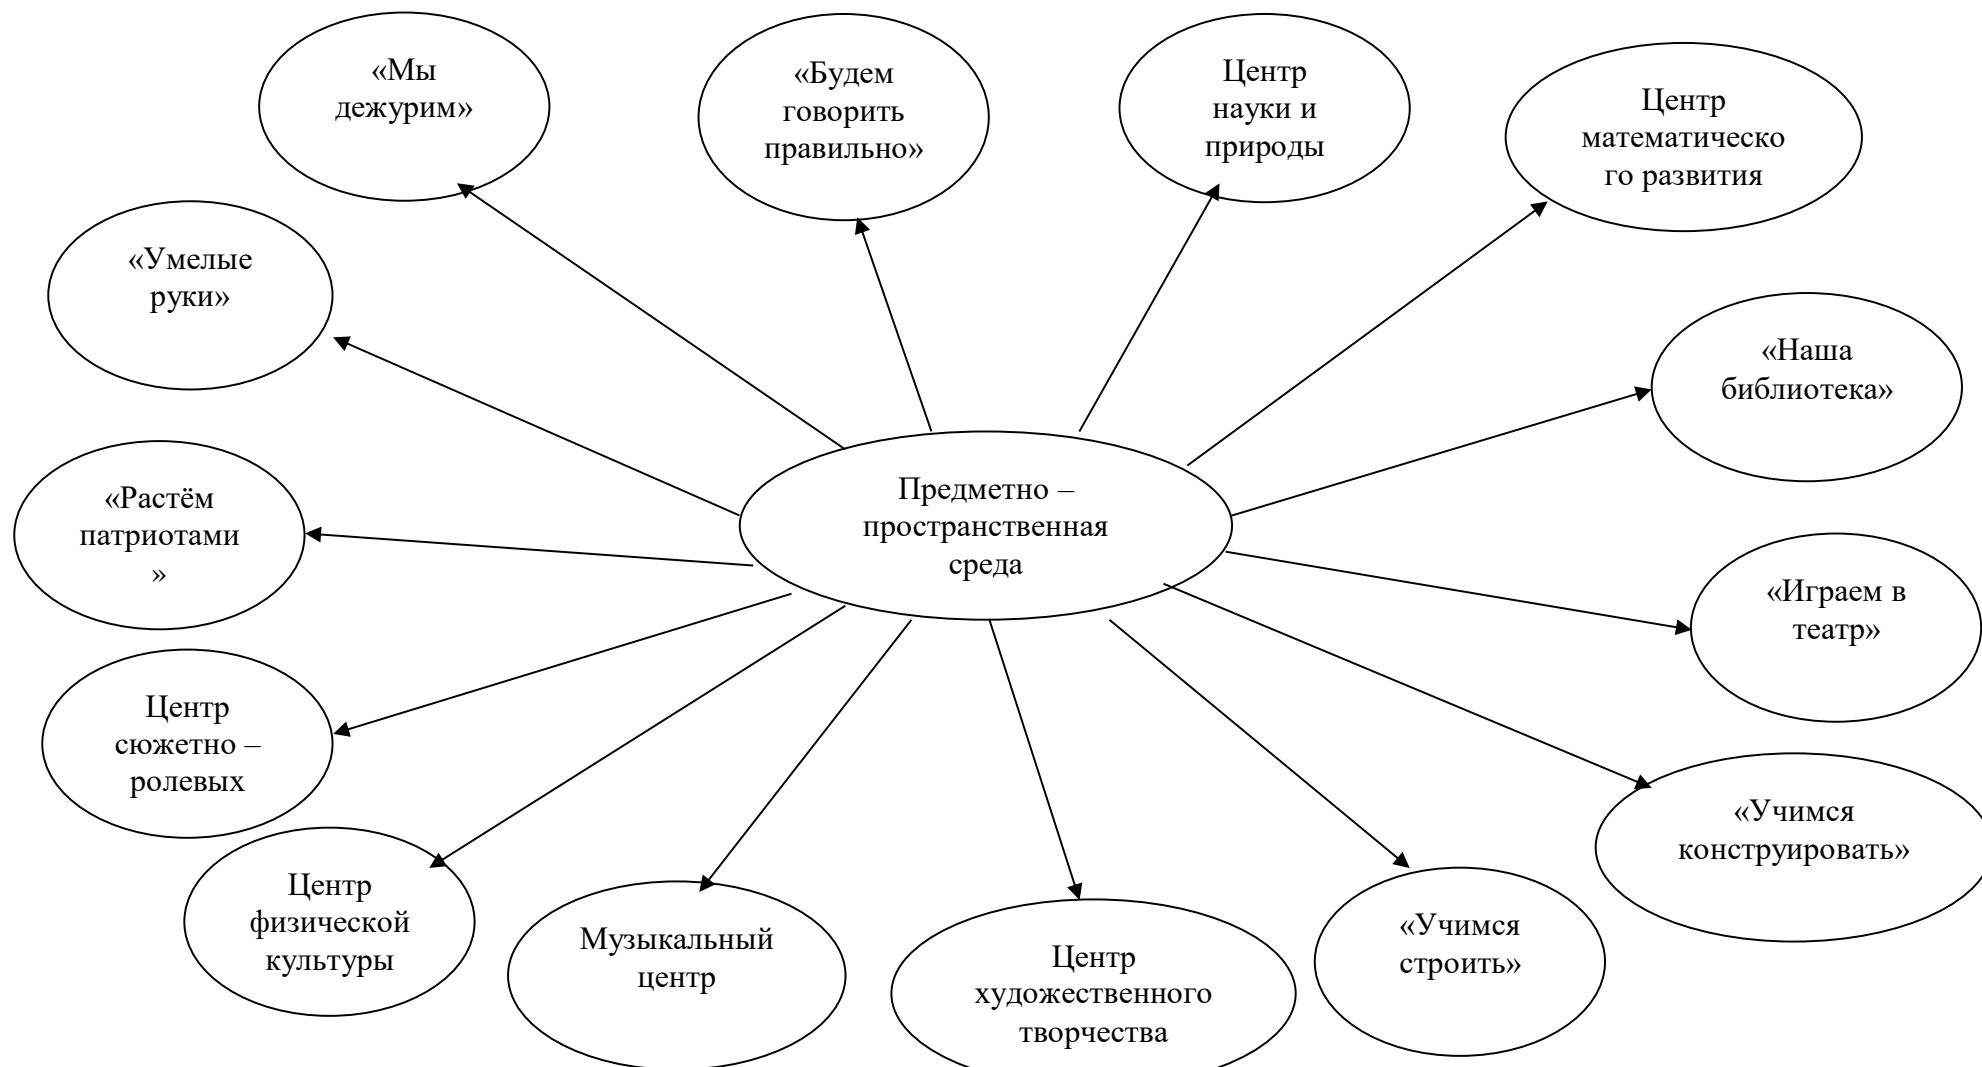 «Мы
дежурим»
«Будем
говорить
правильно»
Центр
науки и
природы
Центр
математическо
го развития
«Умелые
руки»
«Наша
библиотека»
«Растём
патриотами
»
Предметно –
пространственная
среда
«Играем в
театр»
Центр
сюжетно –
ролевых
«Учимся
конструировать»
Центр
физической
культуры
Музыкальный
центр
Центр
художественного
творчества
«Учимся
строить»